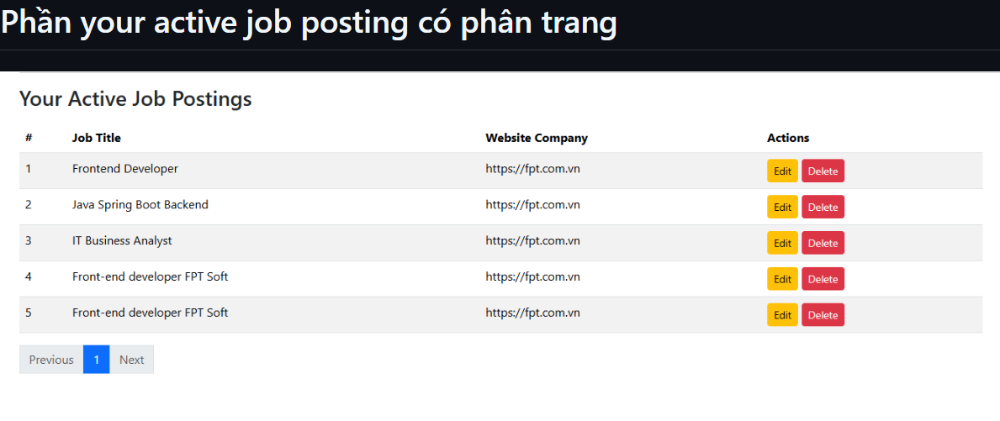 Phần your active job posting có phân trang
Your Active Job Postings
# Job Title Website Company Actions
1 Frontend Developer https://fpt.com.vn Edit Delete
2 Java Spring Boot Backend https://fpt.com.vn Edit Delete
3 IT Business Analyst https://fpt.com.vn Edit Delete
4 Front-end developer FPT Soft https://fpt.com.vn Edit Delete
5 Front-end developer FPT Soft https://fpt.com.vn Edit Delete
Previous 1 Next